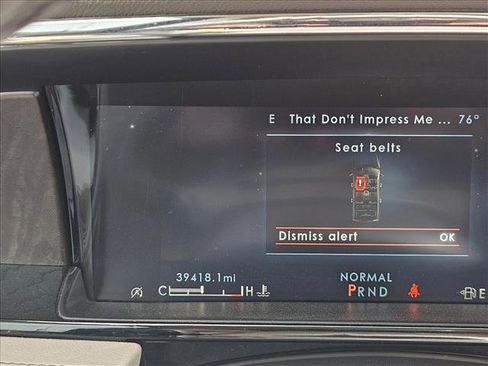 E That Don't Impress Me ... 76°
Seat belts
Dismiss alert OK
39418.1mi
NORMAL
C H PRND E